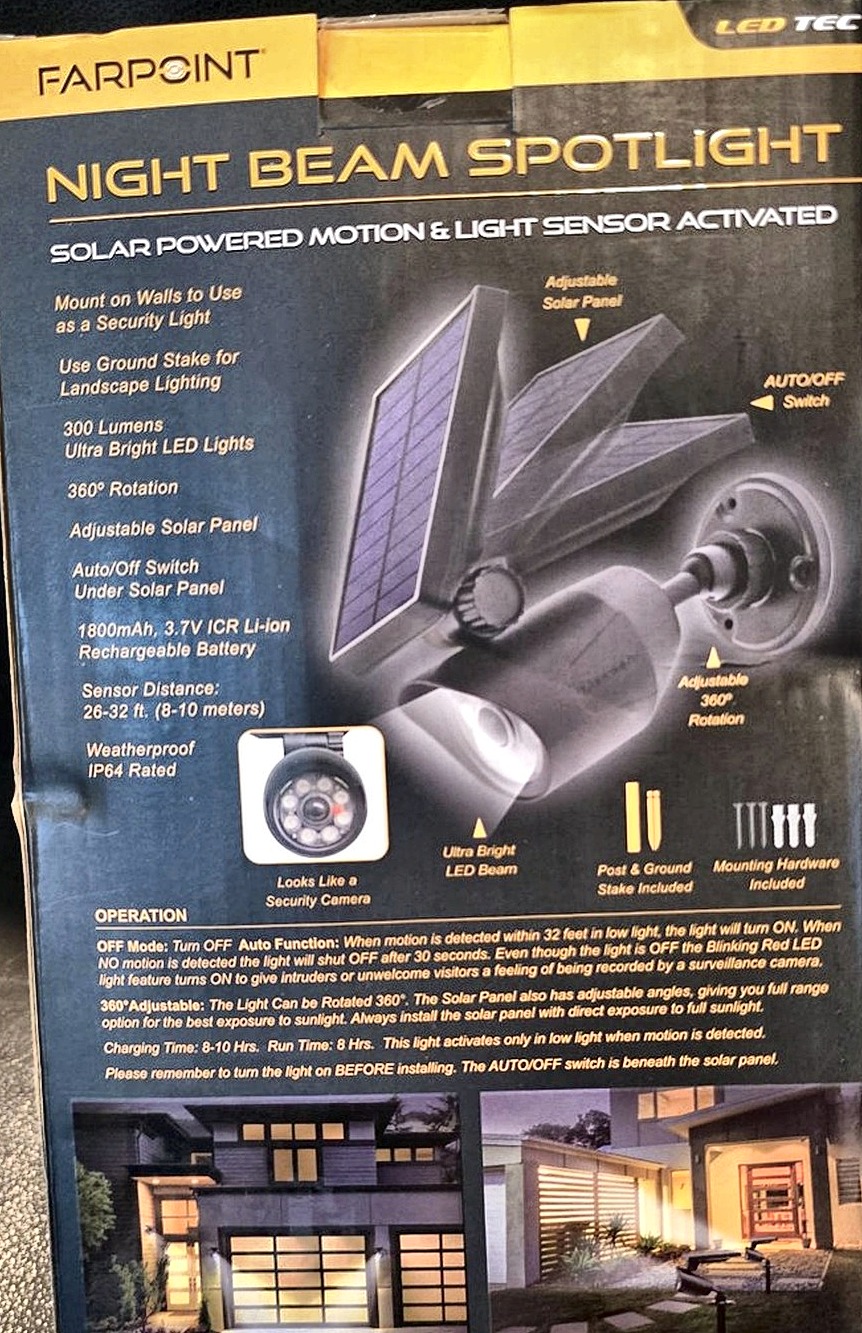 FARPOINT
LED TEC
NIGHT BEAM SPOTLIGHT
SOLAR POWERED MOTION & LIGHT SENSOR ACTIVATED
Mount on Walls to Use
as a Security Light
Use Ground Stake for
Landscape Lighting
300 Lumens
Ultra Bright LED Lights
360º Rotation
Adjustable Solar Panel
Auto/Off Switch
Under Solar Panel
1800mAh, 3.7V ICR Li-ion
Rechargeable Battery
Sensor Distance:
26-32 ft. (8-10 meters)
Weatherproof
IP64 Rated
Adjustable
Solar Panel
AUTO/OFF
Switch
Adjustable
360º
Rotation
Looks Like a
Security Camera
Ultra Bright
LED Beam
Post & Ground
Stake Included
Mounting Hardware
Included
OPERATION
OFF Mode: Turn OFF Auto Function: When motion is detected within 32 feet in low light, the light will turn ON. When
NO motion is detected the light will shut OFF after 30 seconds. Even though the light is OFF the Blinking Red LED
light feature turns ON to give intruders or unwelcome visitors a feeling of being recorded by a surveillance camera.
360°Adjustable: The Light Can be Rotated 360°. The Solar Panel also has adjustable angles, giving you full range
option for the best exposure to sunlight. Always install the solar panel with direct exposure to full sunlight.
Charging Time: 8-10 Hrs. Run Time: 8 Hrs. This light activates only in low light when motion is detected.
Please remember to turn the light on BEFORE installing. The AUTO/OFF switch is beneath the solar panel.